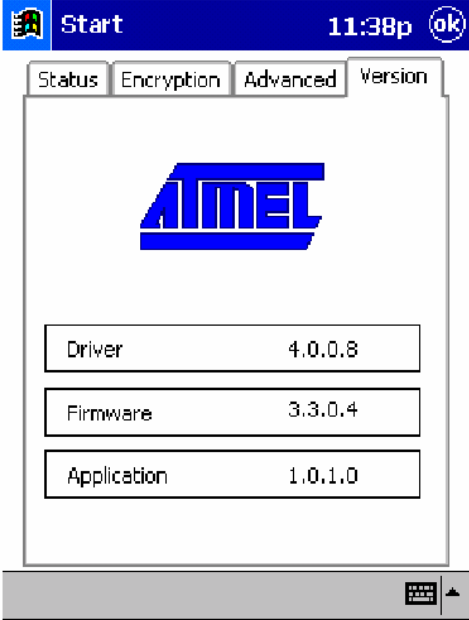 Start 11:38p ok
Status Encryption Advanced Version
ATMEL
Driver 4.0.0.8
Firmware 3.3.0.4
Application 1.0.1.0